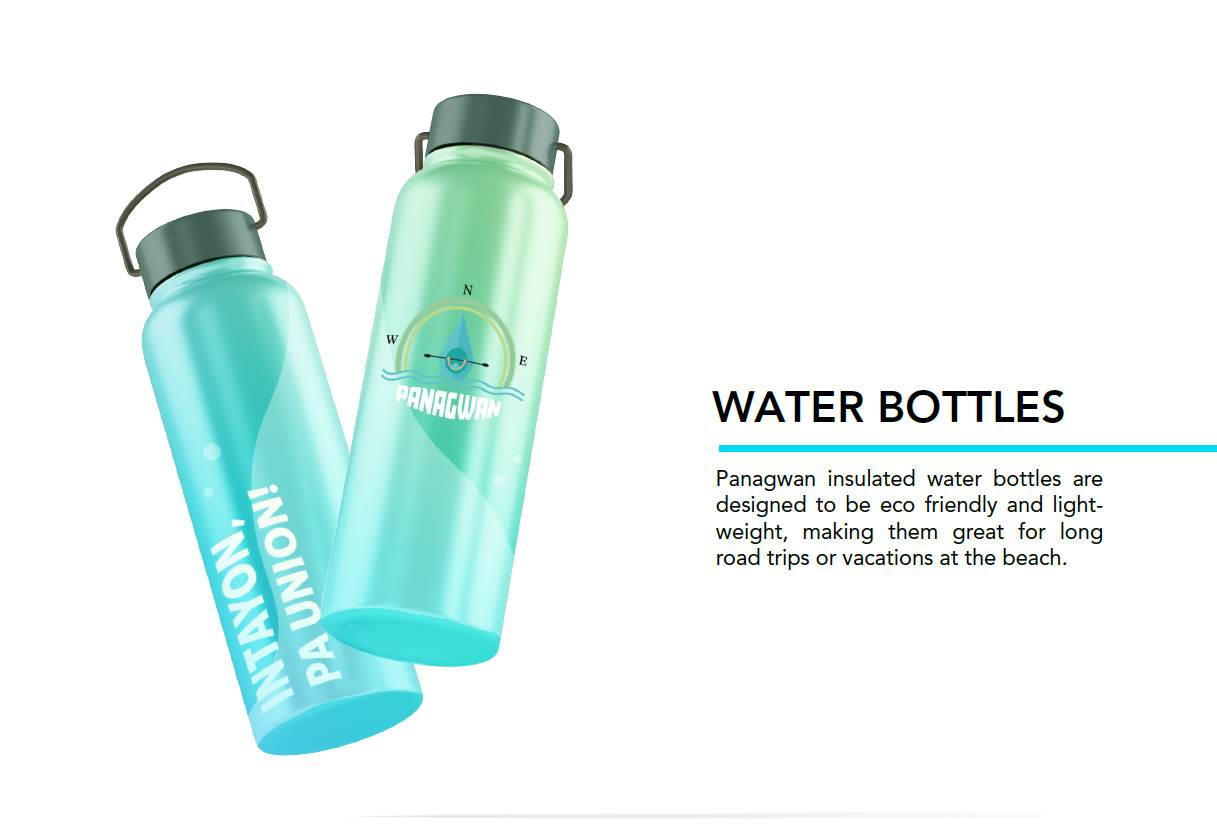 N
W
E
PANAGWAN
INTAYON,
PA UNION!
WATER BOTTLES
Panagwan insulated water bottles are
designed to be eco friendly and light-
weight, making them great for long
road trips or vacations at the beach.